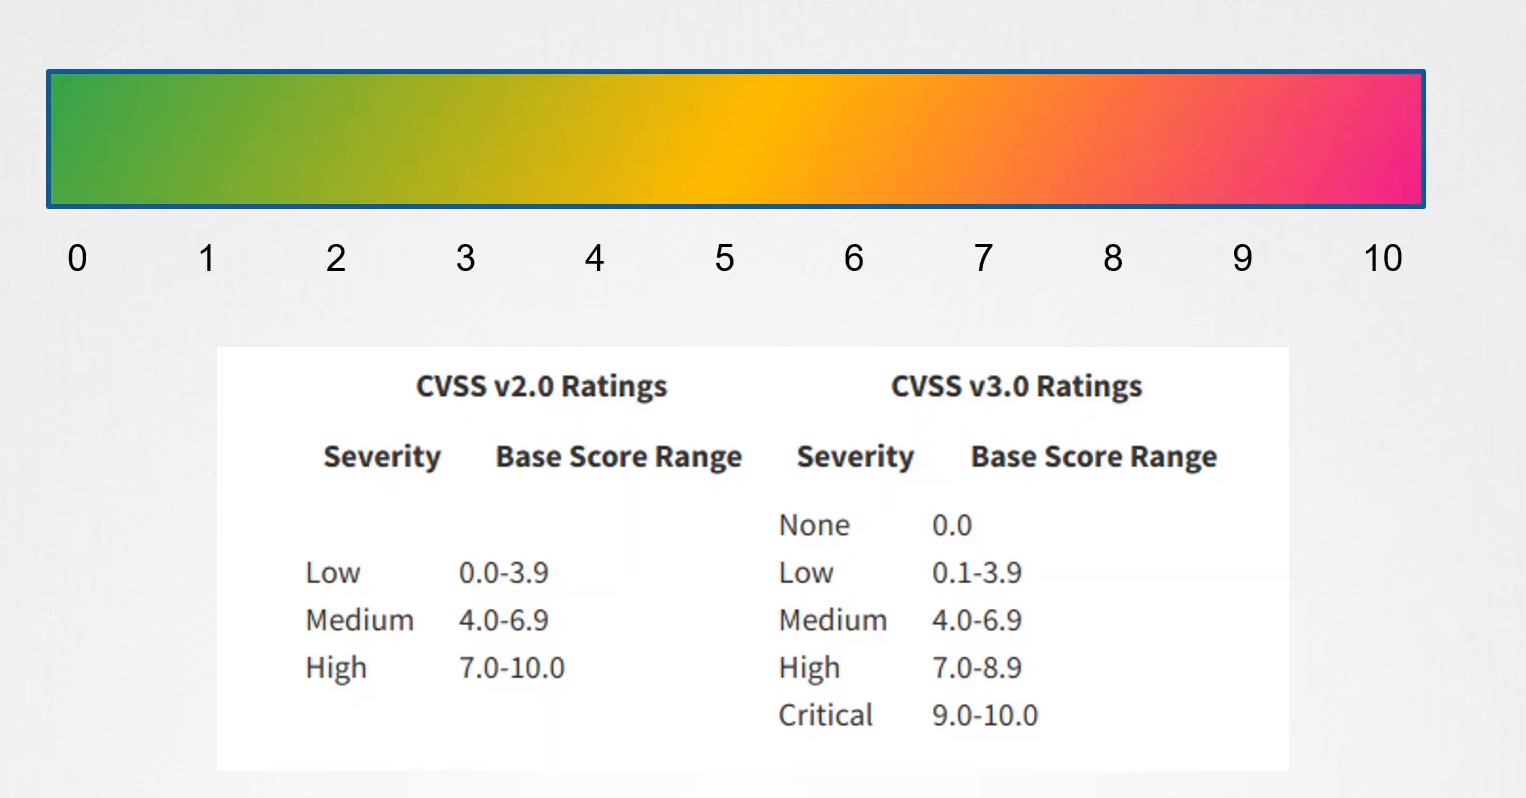 0 1 2 3 4 5 6 7 8 9 10
CVSS v2.0 Ratings CVSS v3.0 Ratings
Severity Base Score Range Severity Base Score Range
None 0.0
Low 0.0-3.9 Low 0.1-3.9
Medium 4.0-6.9 Medium 4.0-6.9
High 7.0-10.0 High 7.0-8.9
Critical 9.0-10.0